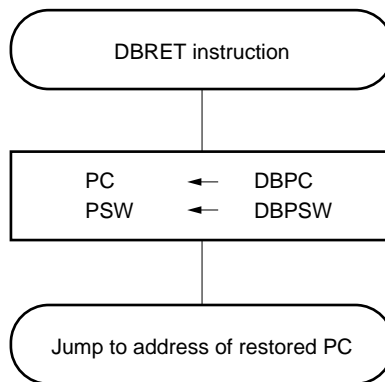 DBRET instruction
PC ← DBPC
PSW ← DBPSW
Jump to address of restored PC